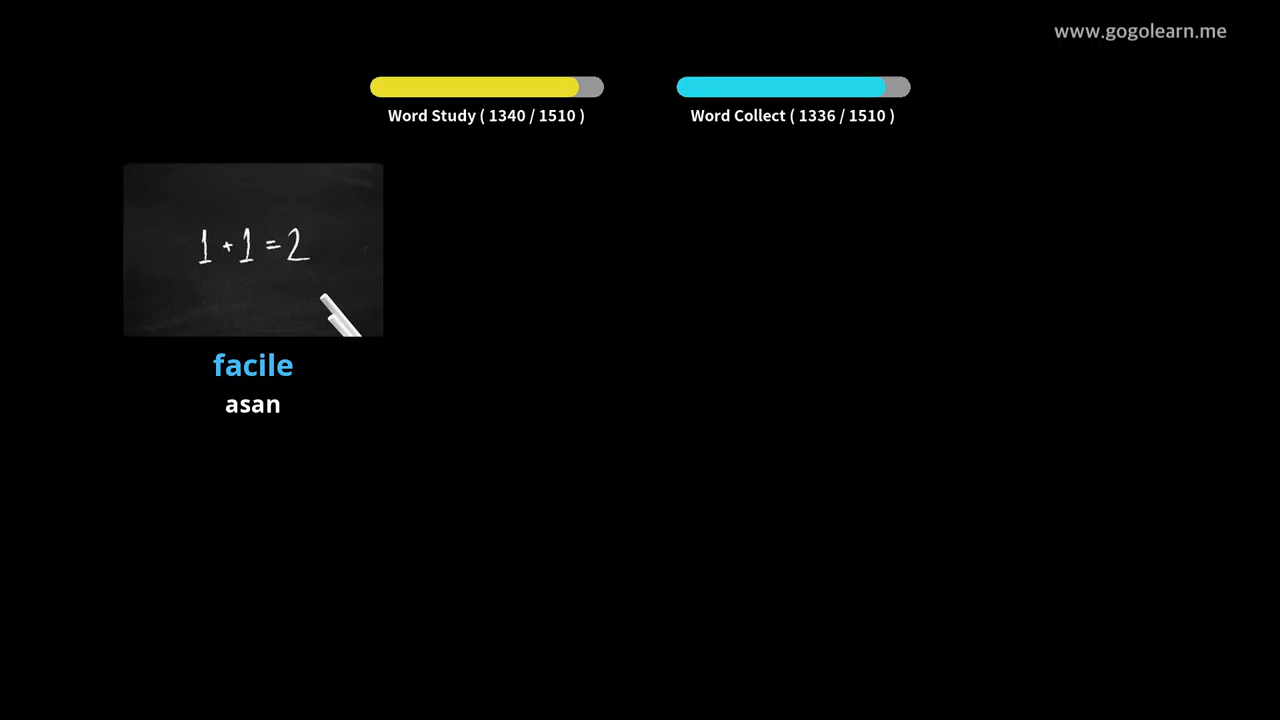 www.gogolearn.me
Word Study ( 1340 / 1510 )
Word Collect ( 1336 / 1510 )
1 + 1 = 2
facile
asan